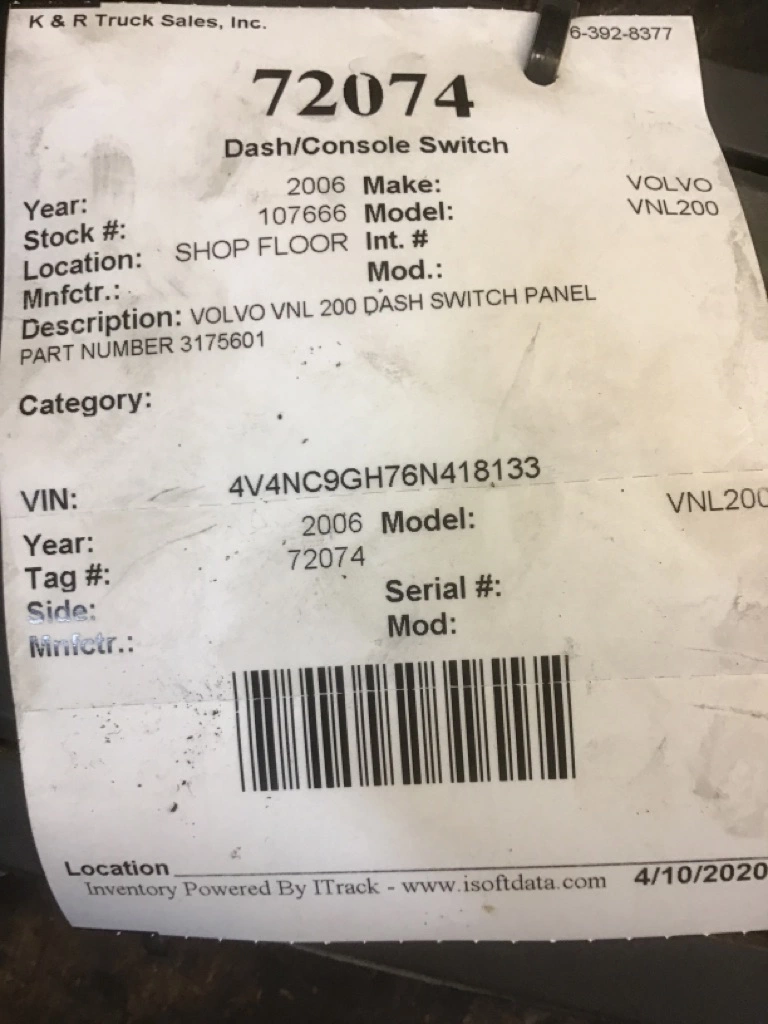 K & R Truck Sales, Inc. 6-392-8377
72074
Dash/Console Switch
Year: 2006 Make: VOLVO
Stock #: 107666 Model: VNL200
Location: SHOP FLOOR Int. #
Mnfctr.: Mod.:
Description: VOLVO VNL 200 DASH SWITCH PANEL
PART NUMBER 3175601
Category:
VIN: 4V4NC9GH76N418133
Year: 2006 Model: VNL200
Tag #: 72074
Side: Serial #:
Mnfctr.: Mod:
Location
Inventory Powered By ITrack - www.isoftdata.com 4/10/2020